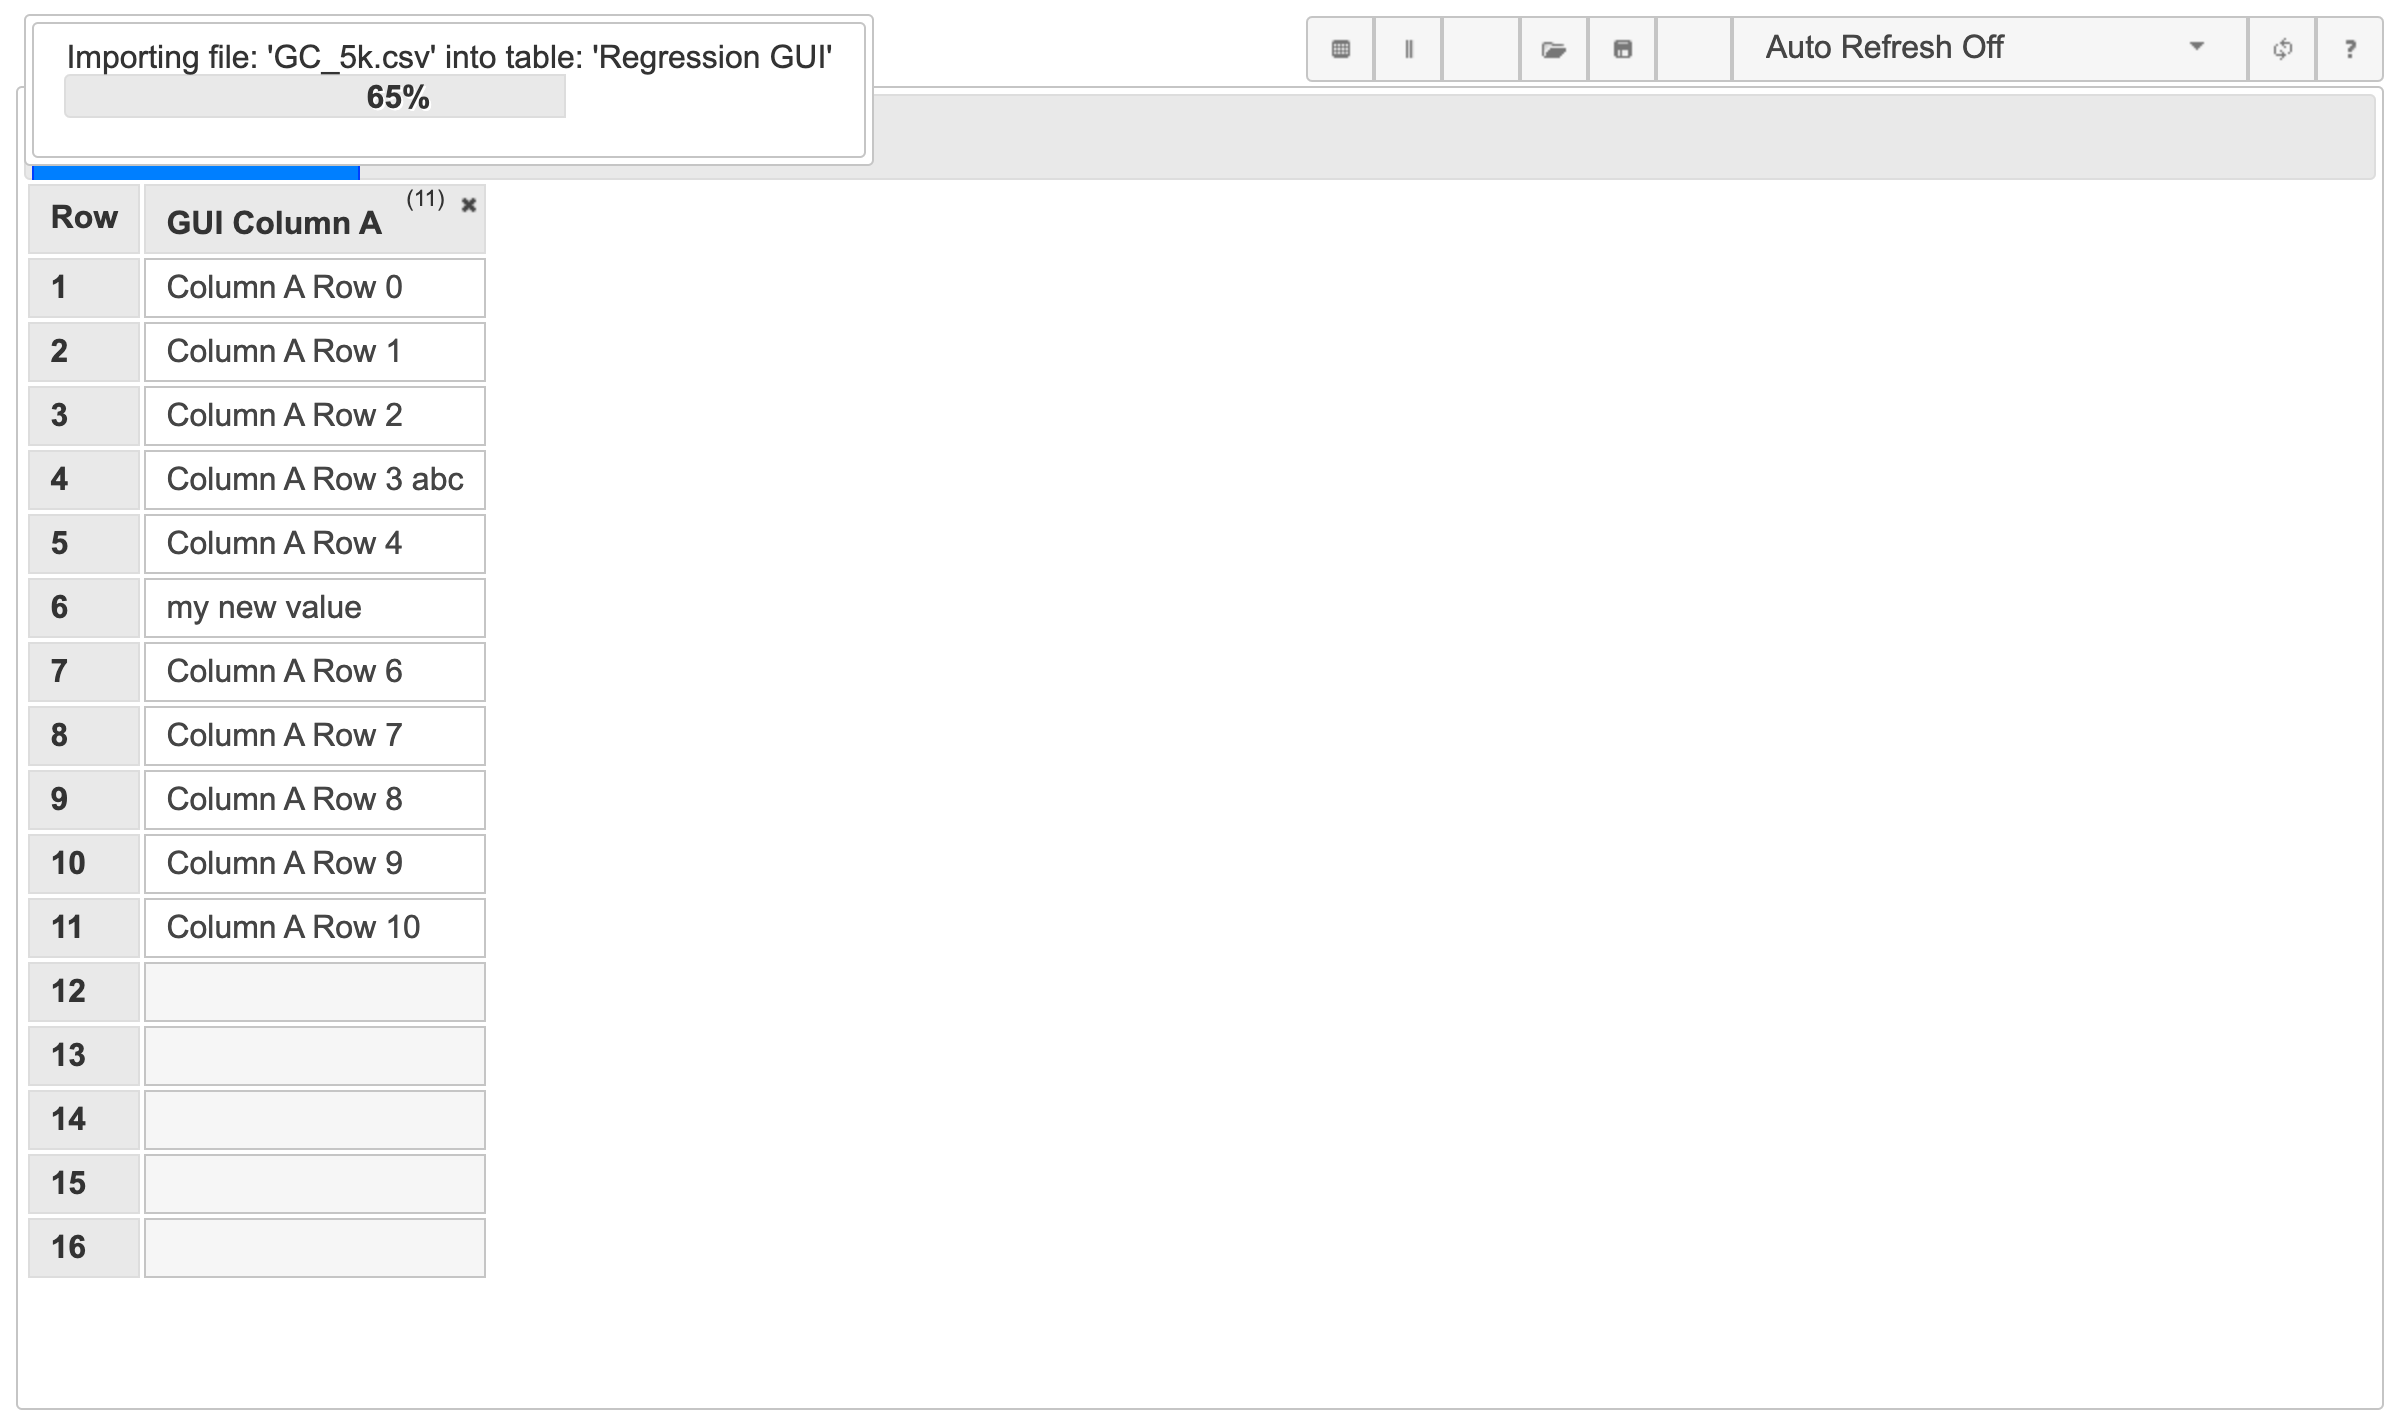 Importing file: 'GC_5k.csv' into table: 'Regression GUI'
65%
Auto Refresh Off
?
Row GUI Column A (11)
1 Column A Row 0
2 Column A Row 1
3 Column A Row 2
4 Column A Row 3 abc
5 Column A Row 4
6 my new value
7 Column A Row 6
8 Column A Row 7
9 Column A Row 8
10 Column A Row 9
11 Column A Row 10
12
13
14
15
16